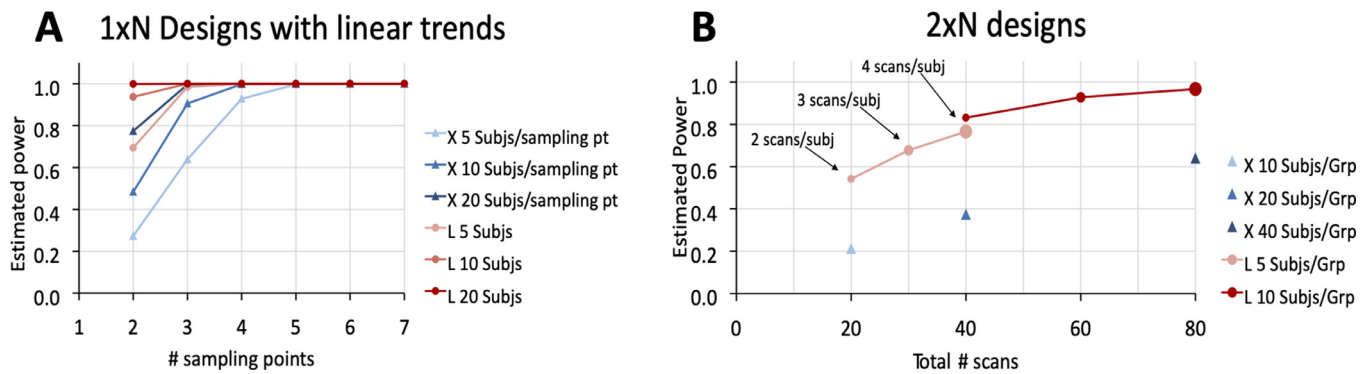 A
1xN Designs with linear trends
Estimated power
1.0
0.8
0.6
0.4
0.2
0.0
1 2 3 4 5 6 7
# sampling points
X 5 Subjs/sampling pt
X 10 Subjs/sampling pt
X 20 Subjs/sampling pt
L 5 Subjs
L 10 Subjs
L 20 Subjs
B
2xN designs
Estimated Power
1.0
0.8
0.6
0.4
0.2
0.0
0 20 40 60 80
Total # scans
4 scans/subj
3 scans/subj
2 scans/subj
X 10 Subjs/Grp
X 20 Subjs/Grp
X 40 Subjs/Grp
L 5 Subjs/Grp
L 10 Subjs/Grp